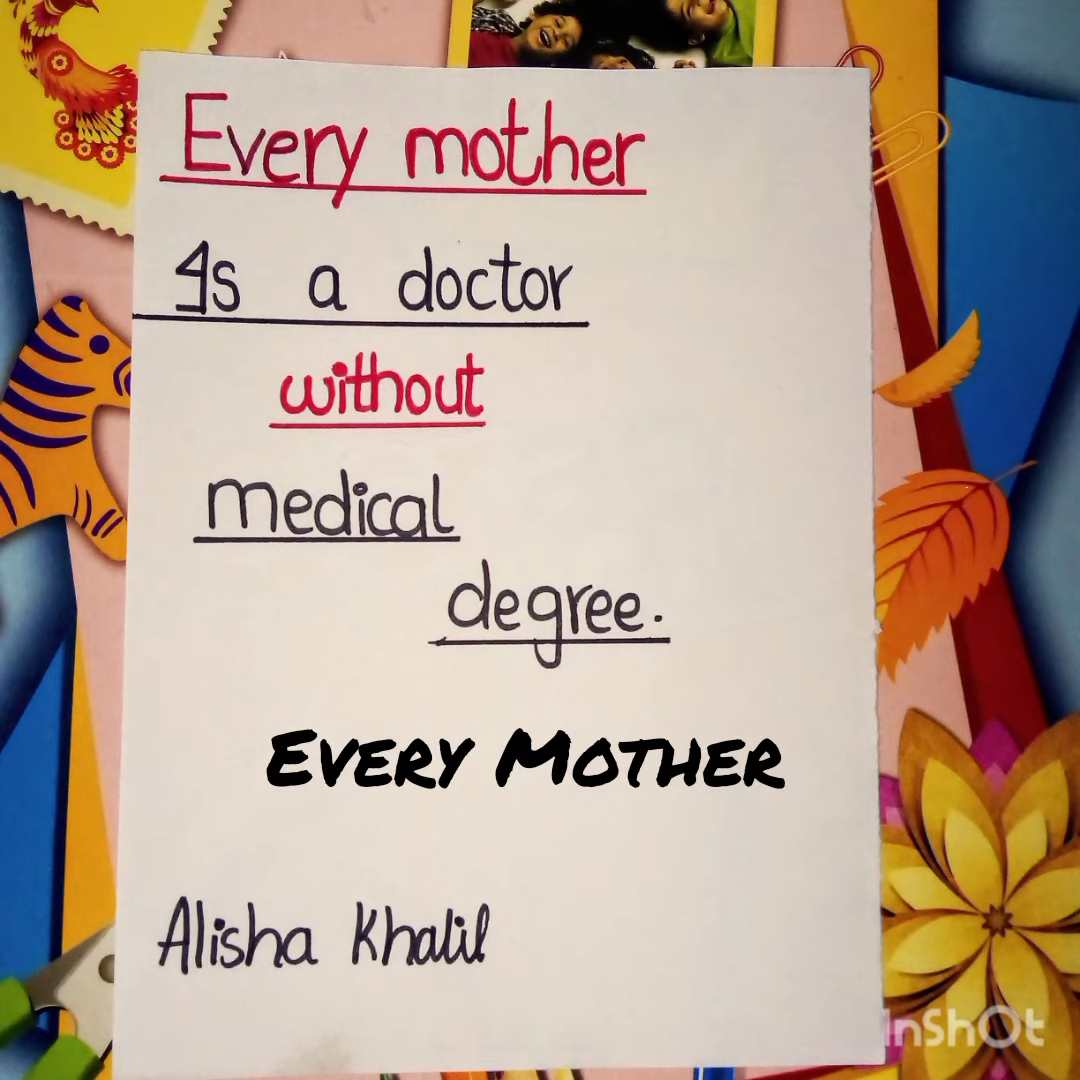 Every mother
Is a doctor
without
medical
degree.
EVERY MOTHER
Alisha Khalil
InShOt